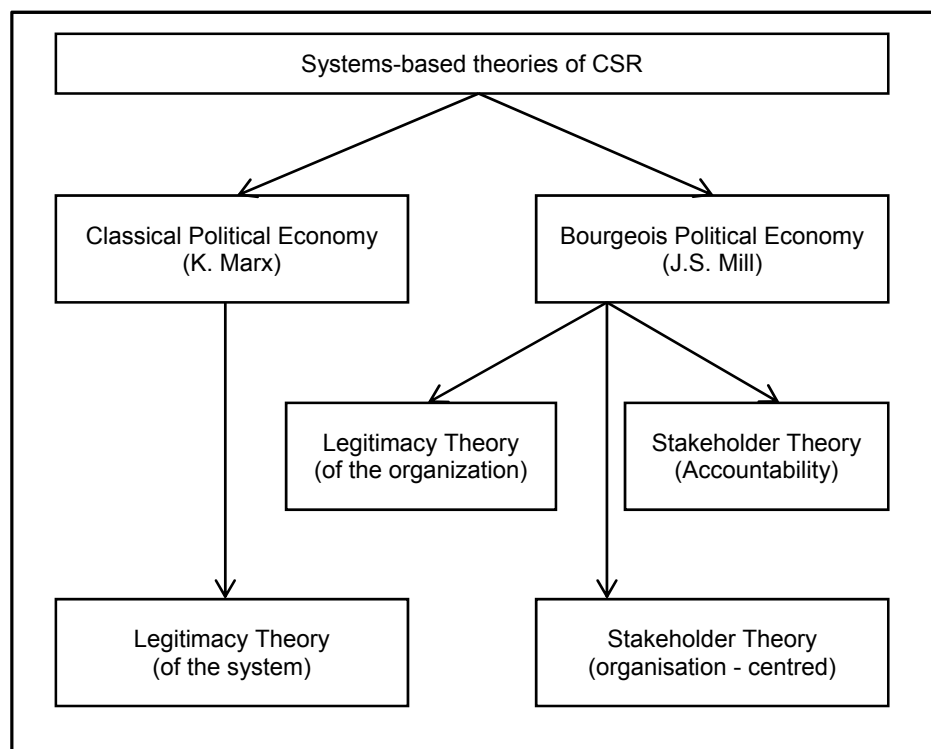 Systems-based theories of CSR
Classical Political Economy
(K. Marx)
Bourgeois Political Economy
(J.S. Mill)
Legitimacy Theory
(of the organization)
Stakeholder Theory
(Accountability)
Legitimacy Theory
(of the system)
Stakeholder Theory
(organisation - centred)